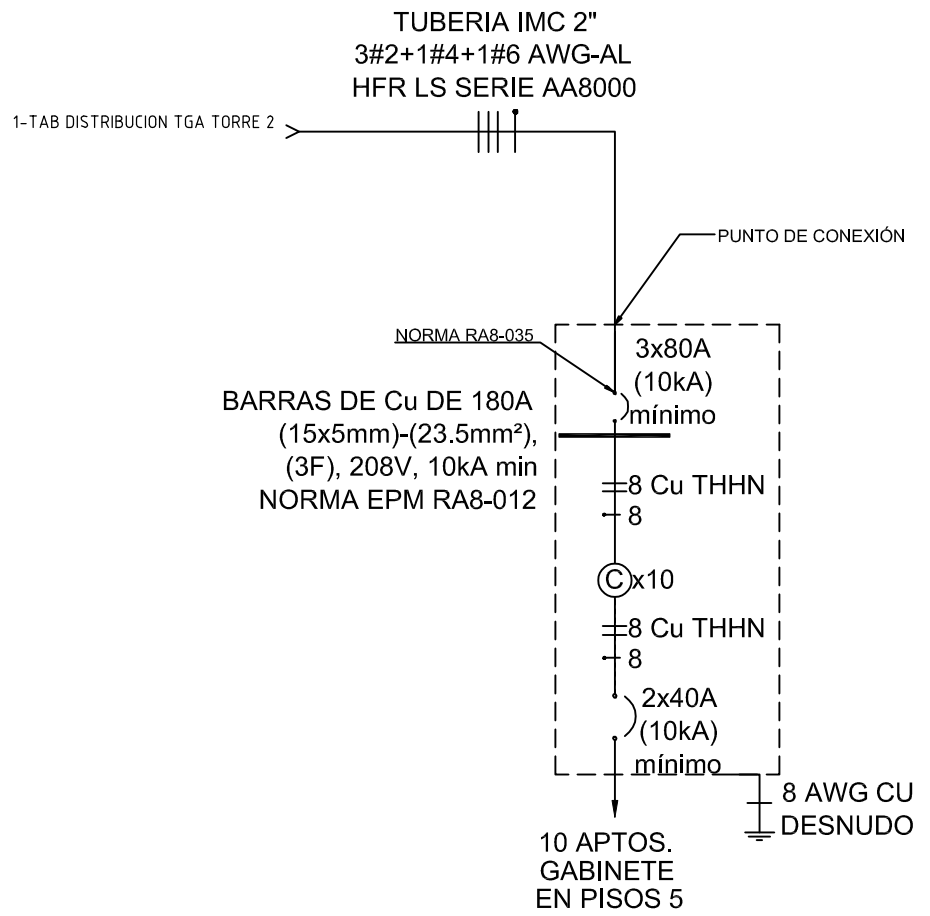 TUBERIA IMC 2"
3#2+1#4+1#6 AWG-AL
HFR LS SERIE AA8000
1-TAB DISTRIBUCION TGA TORRE 2
PUNTO DE CONEXIÓN
NORMA RA8-035
3x80A
(10kA)
mínimo
BARRAS DE Cu DE 180A
(15x5mm)-(23.5mm²),
(3F), 208V, 10kA min
NORMA EPM RA8-012
8 Cu THHN
8
C x10
8 Cu THHN
8
2x40A
(10kA)
mínimo
8 AWG CU
DESNUDO
10 APTOS.
GABINETE
EN PISOS 5